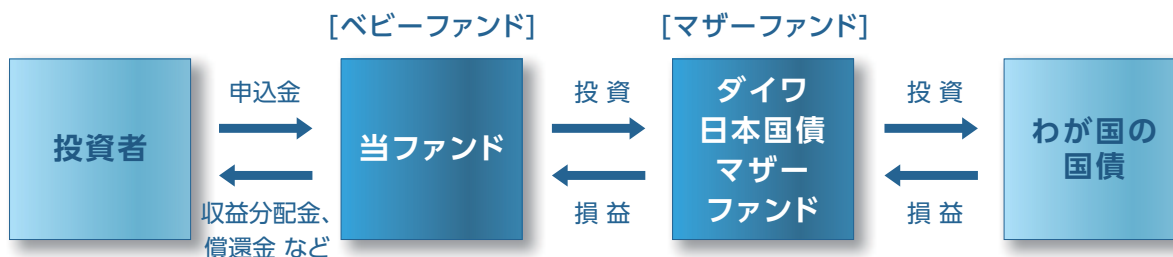 [ベビーファンド]
[マザーファンド]
投資者
申込金
収益分配金、
償還金 など
当ファンド
投 資
損 益
ダイワ
日本国債
マザー
ファンド
投 資
損 益
わが国の
国債